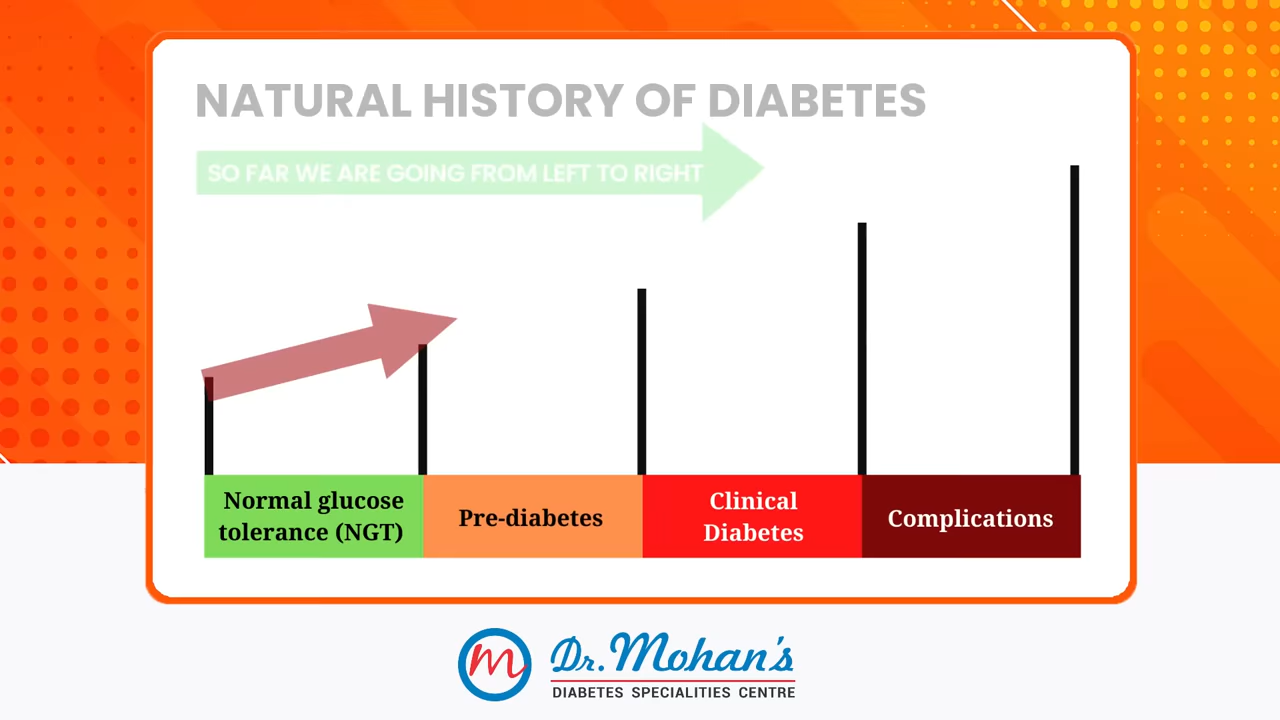 NATURAL HISTORY OF DIABETES
SO FAR WE ARE GOING FROM LEFT TO RIGHT
Normal glucose
tolerance (NGT)
Pre-diabetes
Clinical
Diabetes
Complications
m
Dr. Mohan's
DIABETES SPECIALITIES CENTRE